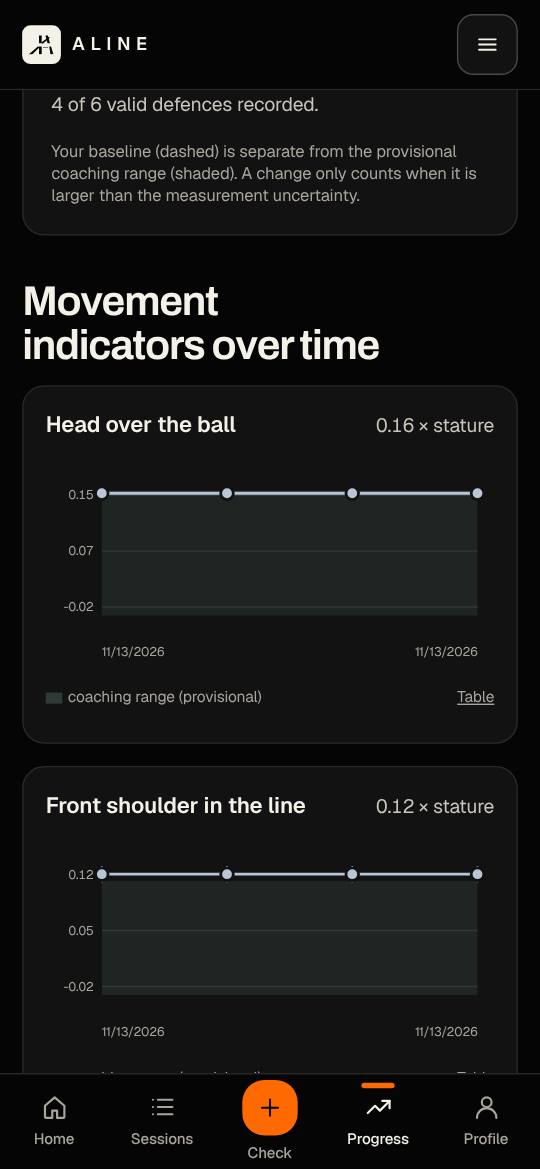 ALINE
4 of 6 valid defences recorded.
Your baseline (dashed) is separate from the provisional
coaching range (shaded). A change only counts when it is
larger than the measurement uncertainty.
Movement
indicators over time
Head over the ball 0.16 × stature
0.15
0.07
-0.02
11/13/2026 11/13/2026
coaching range (provisional) Table
Front shoulder in the line 0.12 × stature
0.12
0.05
-0.02
11/13/2026 11/13/2026
Home Sessions Check Progress Profile